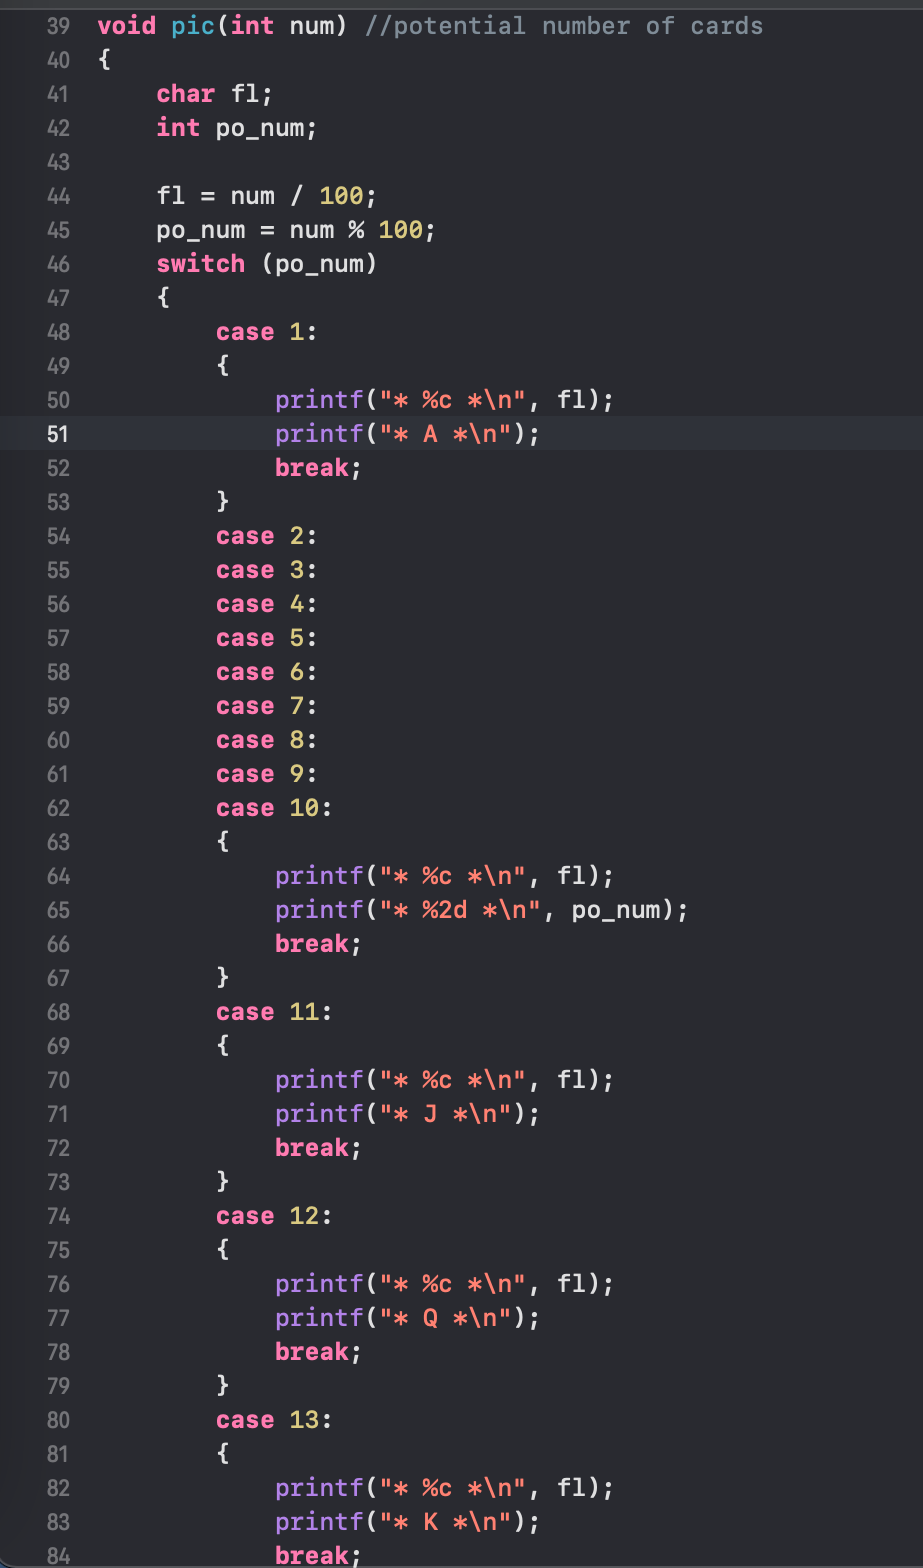 39 void pic(int num) //potential number of cards
40 {
41     char fl;
42     int po_num;
43
44     fl = num / 100;
45     po_num = num % 100;
46     switch (po_num)
47     {
48         case 1:
49         {
50             printf("* %c *\n", fl);
51             printf("* A *\n");
52             break;
53         }
54         case 2:
55         case 3:
56         case 4:
57         case 5:
58         case 6:
59         case 7:
60         case 8:
61         case 9:
62         case 10:
63         {
64             printf("* %c *\n", fl);
65             printf("* %2d *\n", po_num);
66             break;
67         }
68         case 11:
69         {
70             printf("* %c *\n", fl);
71             printf("* J *\n");
72             break;
73         }
74         case 12:
75         {
76             printf("* %c *\n", fl);
77             printf("* Q *\n");
78             break;
79         }
80         case 13:
81         {
82             printf("* %c *\n", fl);
83             printf("* K *\n");
84             break;